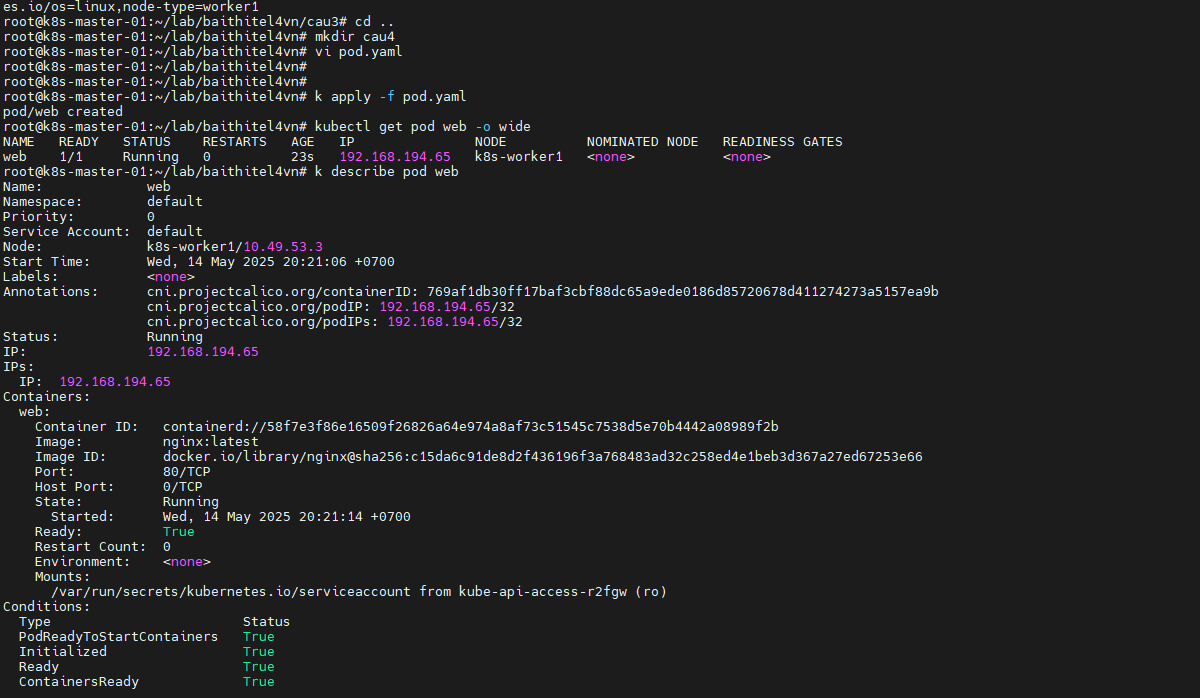 es.io/os=linux,node-type=worker1
root@k8s-master-01:~/lab/baithitel4vn/cau3# cd ..
root@k8s-master-01:~/lab/baithitel4vn# mkdir cau4
root@k8s-master-01:~/lab/baithitel4vn# vi pod.yaml
root@k8s-master-01:~/lab/baithitel4vn#
root@k8s-master-01:~/lab/baithitel4vn#
root@k8s-master-01:~/lab/baithitel4vn# k apply -f pod.yaml
pod/web created
root@k8s-master-01:~/lab/baithitel4vn# kubectl get pod web -o wide
NAME   READY   STATUS    RESTARTS   AGE   IP               NODE          NOMINATED NODE   READINESS GATES
web    1/1     Running   0          23s   192.168.194.65   k8s-worker1   <none>           <none>
root@k8s-master-01:~/lab/baithitel4vn# k describe pod web
Name:             web
Namespace:        default
Priority:         0
Service Account:  default
Node:             k8s-worker1/10.49.53.3
Start Time:       Wed, 14 May 2025 20:21:06 +0700
Labels:           <none>
Annotations:      cni.projectcalico.org/containerID: 769af1db30ff17baf3cbf88dc65a9ede0186d85720678d411274273a5157ea9b
                  cni.projectcalico.org/podIP: 192.168.194.65/32
                  cni.projectcalico.org/podIPs: 192.168.194.65/32
Status:           Running
IP:               192.168.194.65
IPs:
  IP:  192.168.194.65
Containers:
  web:
    Container ID:   containerd://58f7e3f86e16509f26826a64e974a8af73c51545c7538d5e70b4442a08989f2b
    Image:          nginx:latest
    Image ID:       docker.io/library/nginx@sha256:c15da6c91de8d2f436196f3a768483ad32c258ed4e1beb3d367a27ed67253e66
    Port:           80/TCP
    Host Port:      0/TCP
    State:          Running
      Started:      Wed, 14 May 2025 20:21:14 +0700
    Ready:          True
    Restart Count:  0
    Environment:    <none>
    Mounts:
      /var/run/secrets/kubernetes.io/serviceaccount from kube-api-access-r2fgw (ro)
Conditions:
  Type                        Status
  PodReadyToStartContainers   True
  Initialized                 True
  Ready                       True
  ContainersReady             True